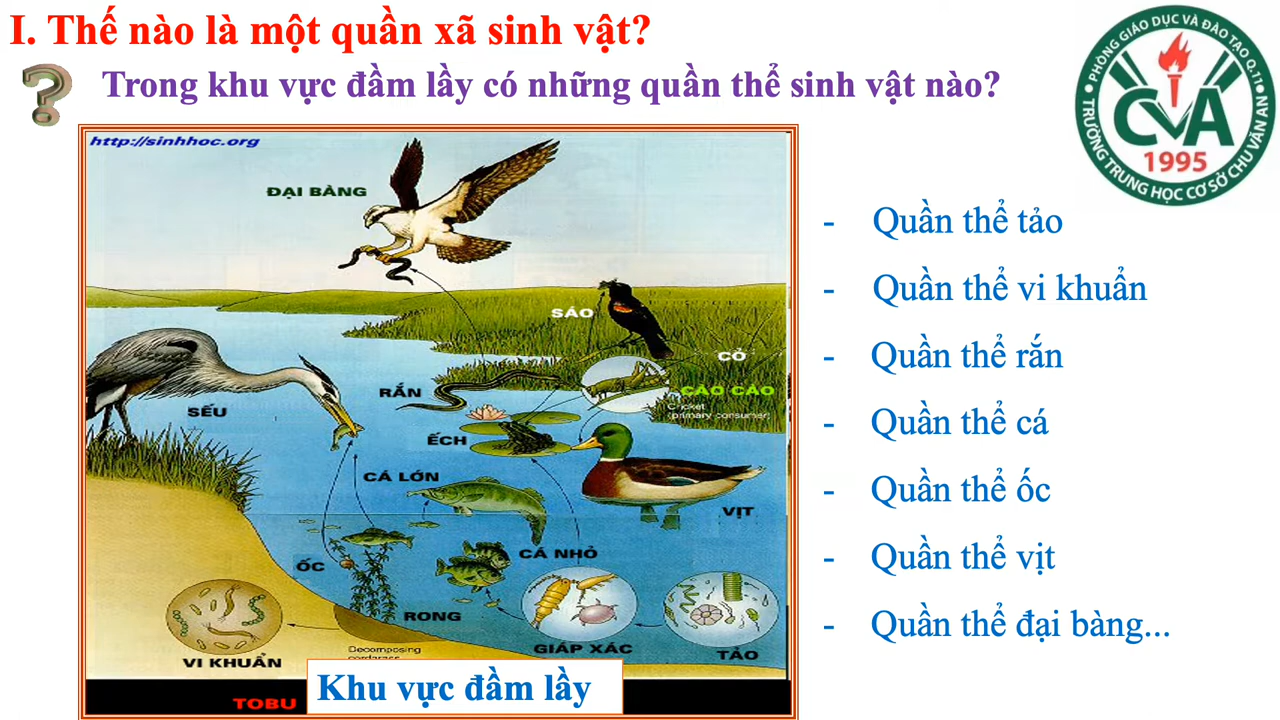 I. Thế nào là một quần xã sinh vật?
Trong khu vực đầm lầy có những quần thể sinh vật nào?
PHÒNG GIÁO DỤC VÀ ĐÀO TẠO Q.11
TRƯỜNG TRUNG HỌC CƠ SỞ CHU VĂN AN
CVA
1995
http://sinhhoc.org
ĐẠI BÀNG
SÁO
CỎ
RẮN
CÀO CÀO
Cricket
(primary consumer)
SẾU
ẾCH
CÁ LỚN
VỊT
CÁ NHỎ
ỐC
RONG
GIÁP XÁC
TẢO
VI KHUẨN
Decomposing
TOBU
Khu vực đầm lầy
- Quần thể tảo
- Quần thể vi khuẩn
- Quần thể rắn
- Quần thể cá
- Quần thể ốc
- Quần thể vịt
- Quần thể đại bàng...